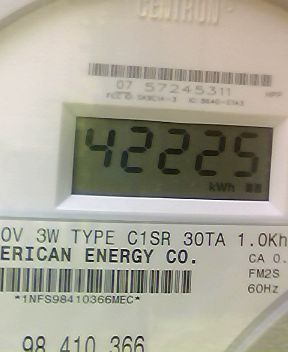 CENTRON
07 57245311
42225
kWh
0V 3W TYPE C1SR 30TA 1.0Kh
ERICAN ENERGY CO.
CA 0.
FM2S
*1NFS98410366MEC*
60Hz
98 410 366